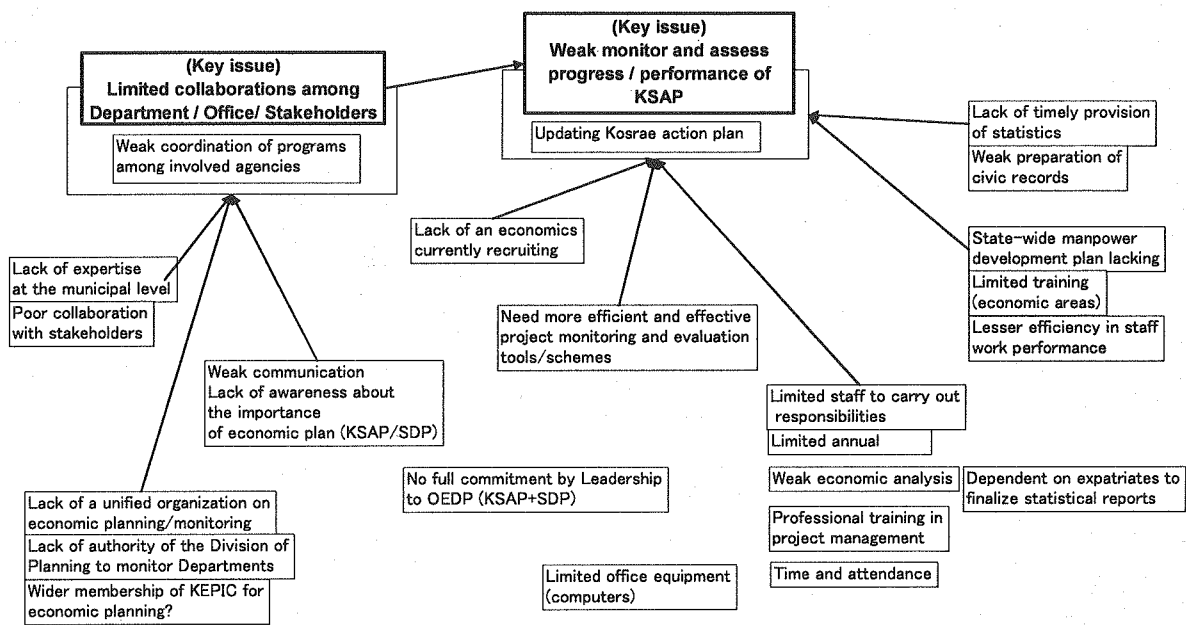 (Key issue)
Limited collaborations among
Department / Office/ Stakeholders
Weak coordination of programs
among involved agencies
(Key issue)
Weak monitor and assess
progress / performance of
KSAP
Updating Kosrae action plan
Lack of timely provision
of statistics
Weak preparation of
civic records
Lack of an economics
currently recruiting
State-wide manpower
development plan lacking
Limited training
(economic areas)
Lesser efficiency in staff
work performance
Lack of expertise
at the municipal level
Poor collaboration
with stakeholders
Need more efficient and effective
project monitoring and evaluation
tools/schemes
Weak communication
Lack of awareness about
the importance
of economic plan (KSAP/SDP)
Limited staff to carry out
responsibilities
Limited annual
No full commitment by Leadership
to OEDP (KSAP+SDP)
Weak economic analysis
Dependent on expatriates to
finalize statistical reports
Lack of a unified organization on
economic planning/monitoring
Lack of authority of the Division of
Planning to monitor Departments
Wider membership of KEPIC for
economic planning?
Professional training in
project management
Limited office equipment
(computers)
Time and attendance